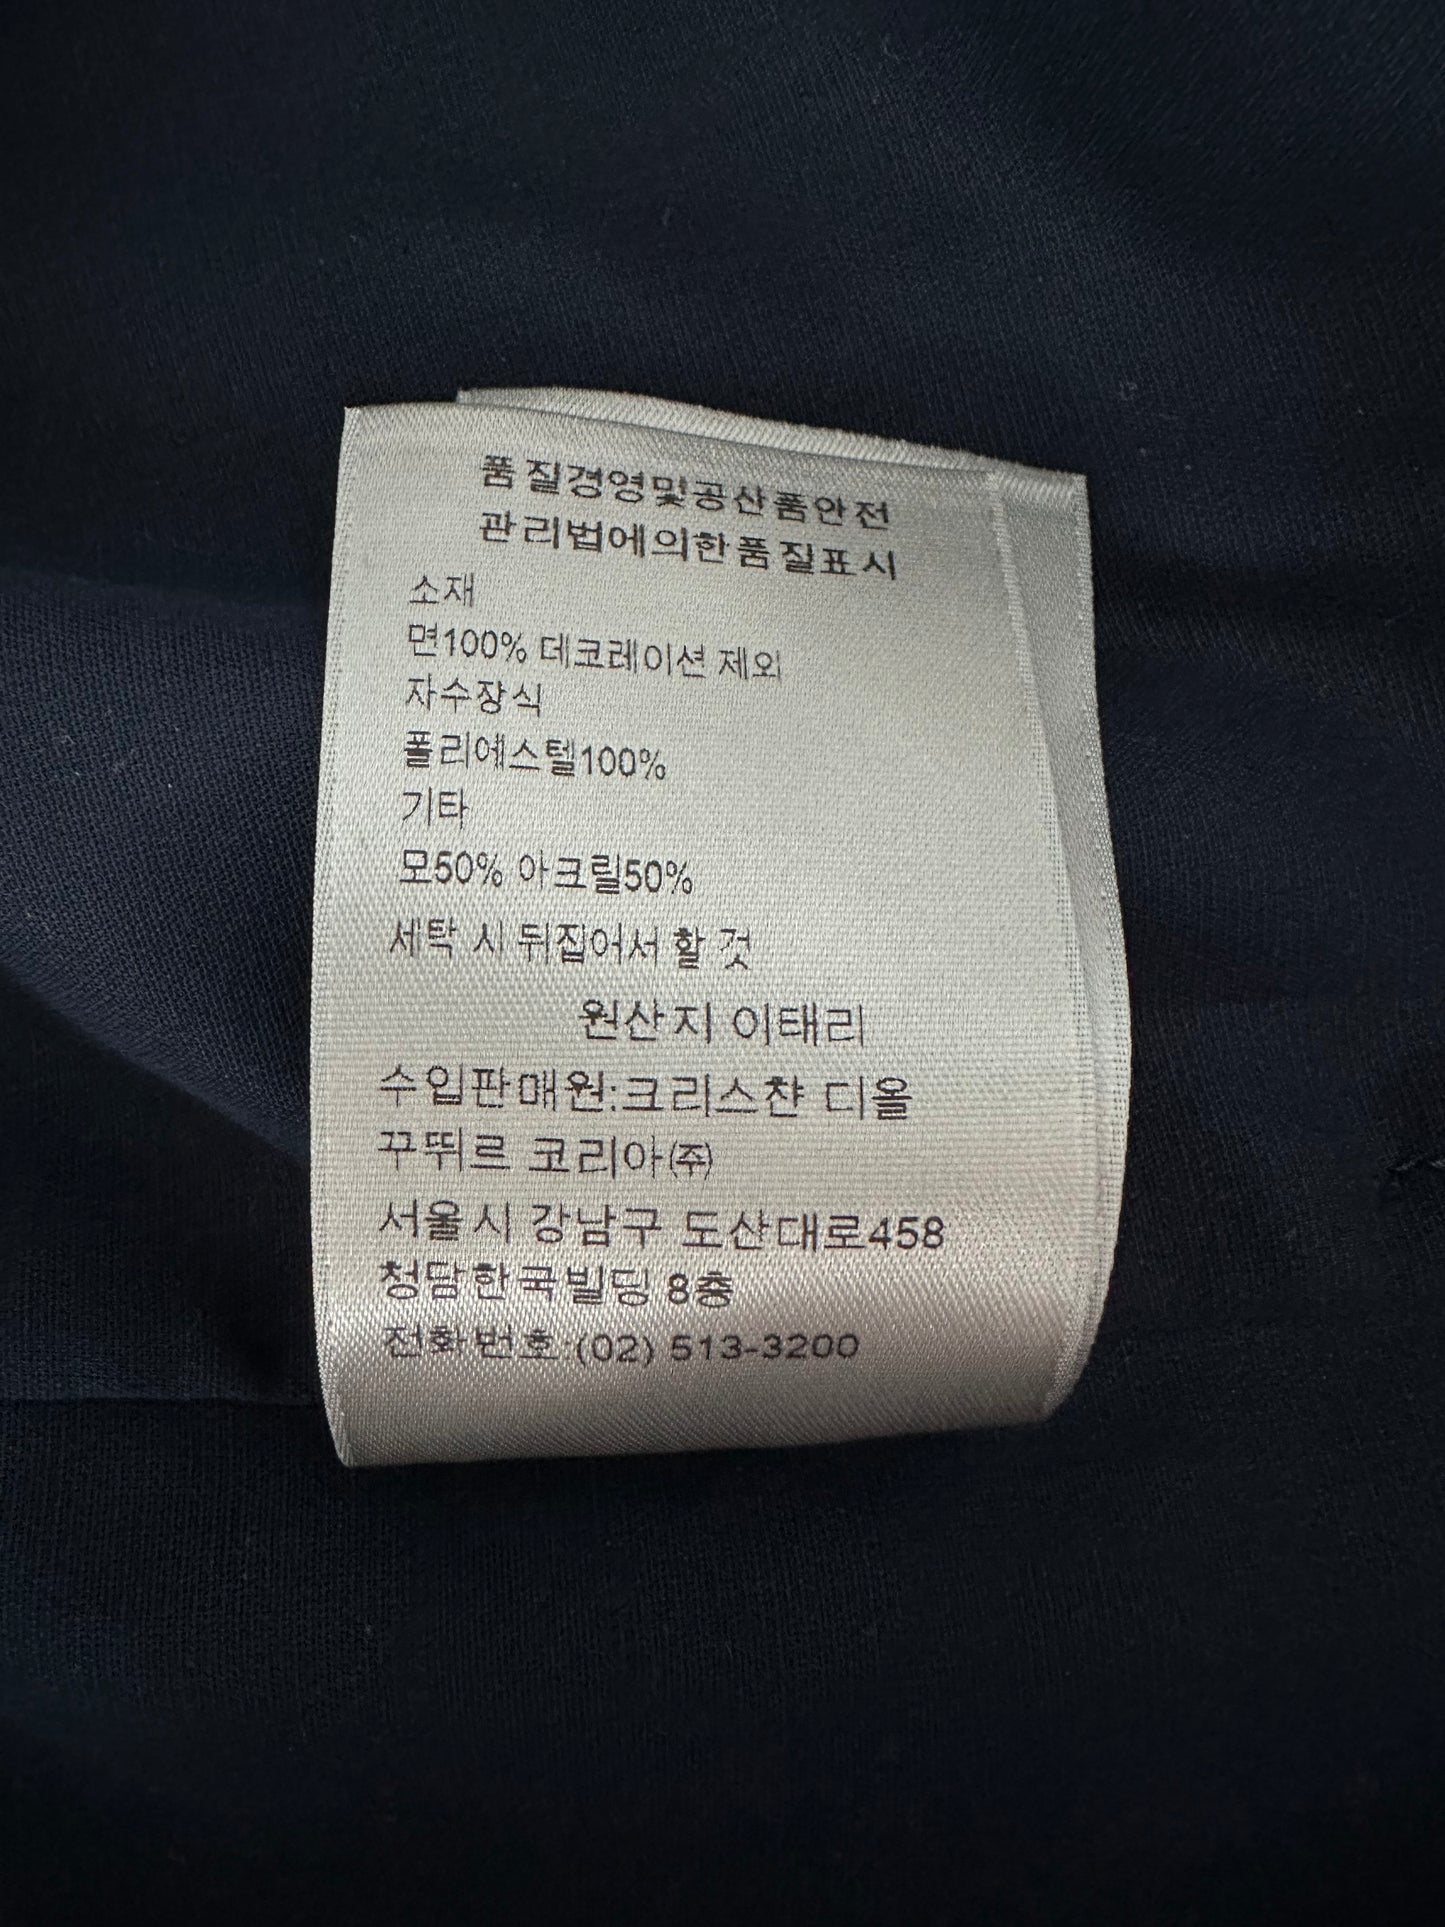 품질경영및공산품안전
관리법에의한품질표시
소재
면100% 데코레이션 제외
자수장식
폴리에스텔100%
기타
모50% 아크릴50%
세탁 시 뒤집어서 할 것
원산지 이태리
수입판매원:크리스챤 디올
꾸뛰르 코리아㈜
서울시 강남구 도산대로458
청담한국빌딩 8층
전화번호:(02) 513-3200